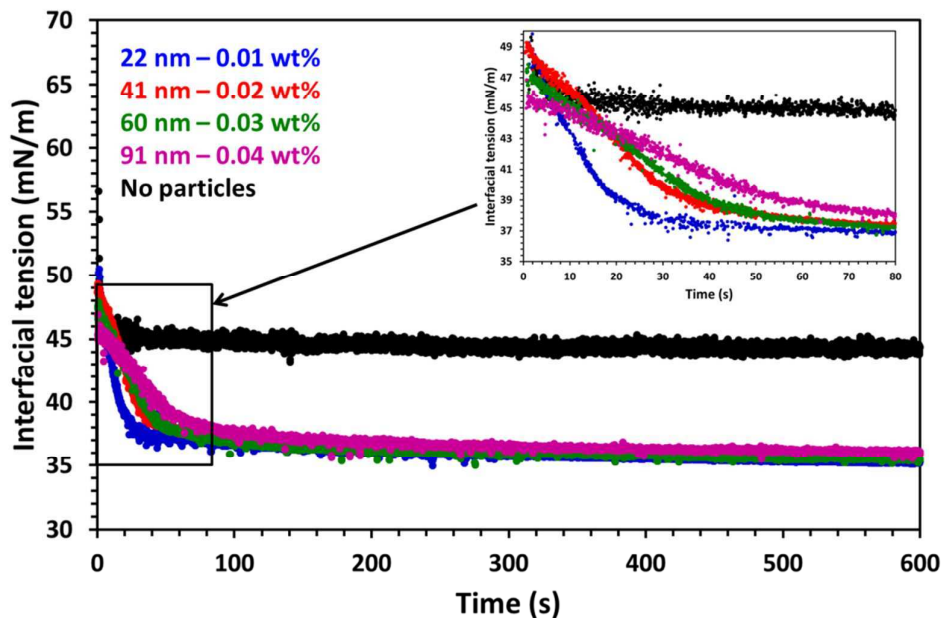 70
65
60
55
50
45
40
35
30
Interfacial tension (mN/m)
22 nm – 0.01 wt%
41 nm – 0.02 wt%
60 nm – 0.03 wt%
91 nm – 0.04 wt%
No particles
49
47
45
43
41
39
37
35
Interfacial tension (mN/m)
0 10 20 30 40 50 60 70 80
Time (s)
0 100 200 300 400 500 600
Time (s)